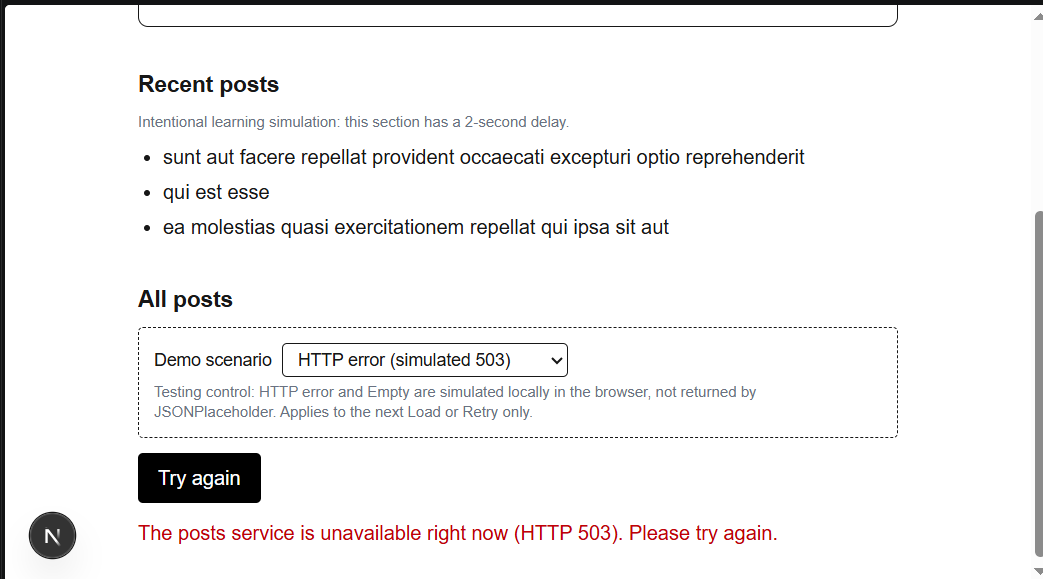 Recent posts
Intentional learning simulation: this section has a 2-second delay.
sunt aut facere repellat provident occaecati excepturi optio reprehenderit
qui est esse
ea molestias quasi exercitationem repellat qui ipsa sit aut
All posts
Demo scenario HTTP error (simulated 503)
Testing control: HTTP error and Empty are simulated locally in the browser, not returned by
JSONPlaceholder. Applies to the next Load or Retry only.
Try again
The posts service is unavailable right now (HTTP 503). Please try again.
N